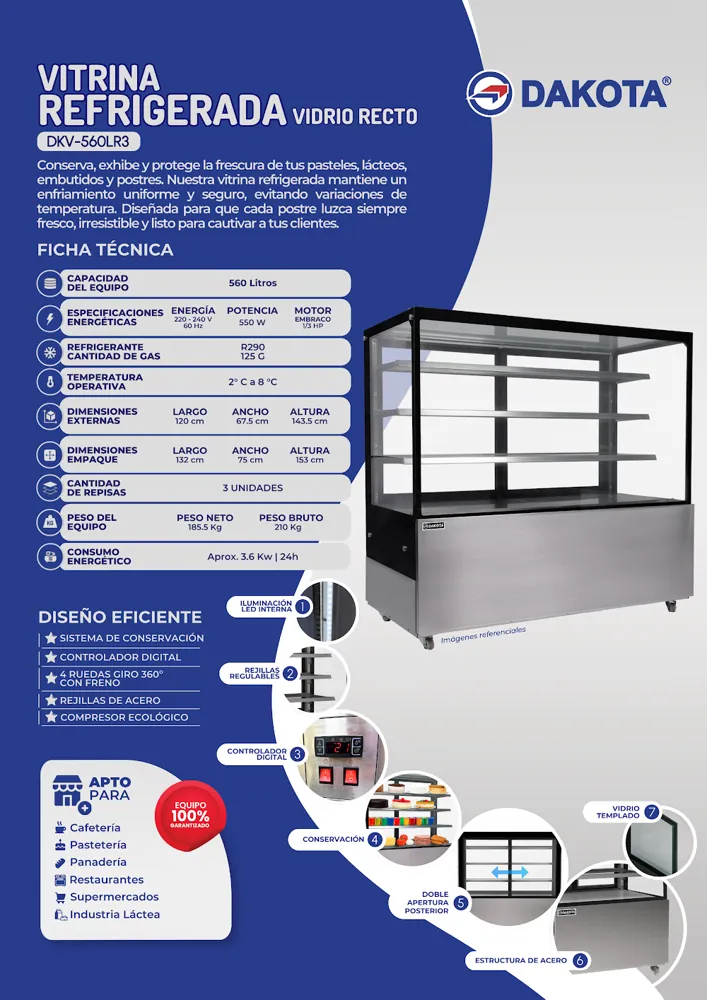 VITRINA
REFRIGERADA VIDRIO RECTO
DKV-560LR3
DAKOTA®
Conserva, exhibe y protege la frescura de tus pasteles, lácteos,
embutidos y postres. Nuestra vitrina refrigerada mantiene un
enfriamiento uniforme y seguro, evitando variaciones de
temperatura. Diseñada para que cada postre luzca siempre
fresco, irresistible y listo para cautivar a tus clientes.
FICHA TÉCNICA
CAPACIDAD
DEL EQUIPO
560 Litros
ESPECIFICACIONES
ENERGÉTICAS
ENERGÍA
220 - 240 V
60 Hz
POTENCIA
550 W
MOTOR
EMBRACO
1/3 HP
REFRIGERANTE
CANTIDAD DE GAS
R290
125 G
TEMPERATURA
OPERATIVA
2° C a 8 °C
DIMENSIONES
EXTERNAS
LARGO
120 cm
ANCHO
67.5 cm
ALTURA
143.5 cm
DIMENSIONES
EMPAQUE
LARGO
132 cm
ANCHO
75 cm
ALTURA
153 cm
CANTIDAD
DE REPISAS
3 UNIDADES
KG
PESO DEL
EQUIPO
PESO NETO
185.5 Kg
PESO BRUTO
210 Kg
CONSUMO
ENERGÉTICO
Aprox. 3.6 Kw | 24h
DAKOTA
Imágenes referenciales
DISEÑO EFICIENTE
SISTEMA DE CONSERVACIÓN
CONTROLADOR DIGITAL
4 RUEDAS GIRO 360°
CON FRENO
REJILLAS DE ACERO
COMPRESOR ECOLÓGICO
ILUMINACIÓN
LED INTERNA
1
REJILLAS
REGULABLES
2
CONTROLADOR
DIGITAL
3
CONSERVACIÓN
4
DOBLE
APERTURA
POSTERIOR
5
ESTRUCTURA DE ACERO
6
DAKOTA
VIDRIO
TEMPLADO
7
APTO
PARA
EQUIPO
100%
GARANTIZADO
Cafetería
Pastetería
Panadería
Restaurantes
Supermercados
Industria Láctea